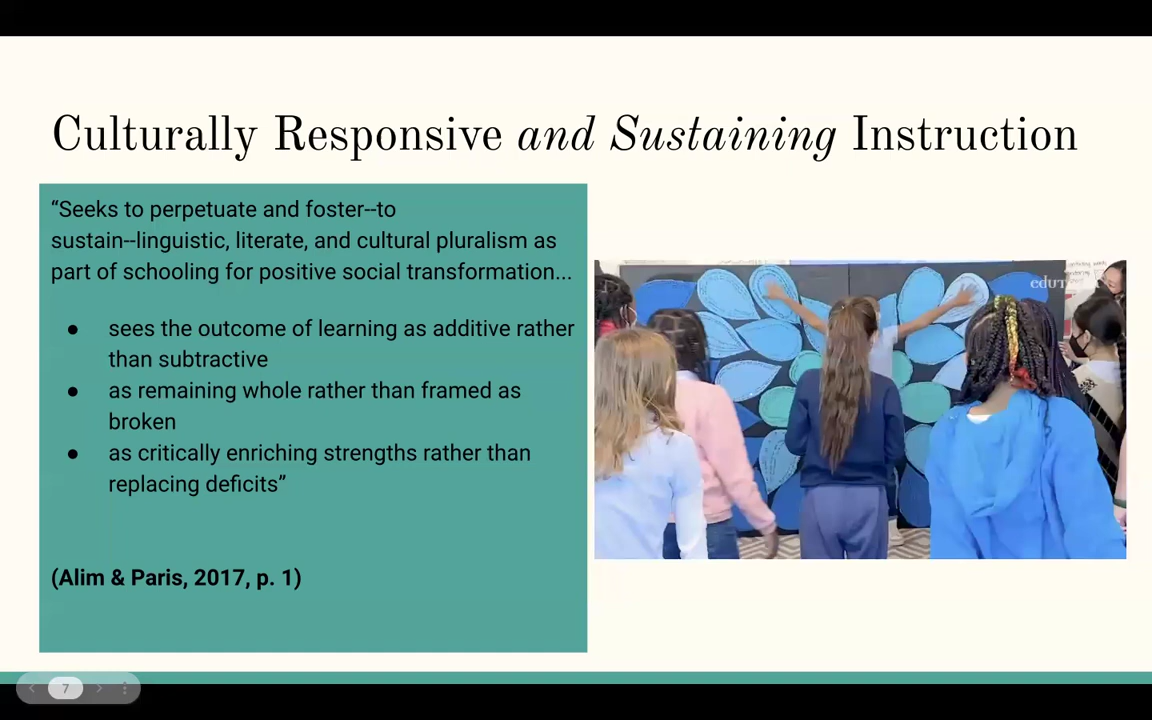 Culturally Responsive and Sustaining Instruction
“Seeks to perpetuate and foster--to
sustain--linguistic, literate, and cultural pluralism as
part of schooling for positive social transformation...
● sees the outcome of learning as additive rather
than subtractive
● as remaining whole rather than framed as
broken
● as critically enriching strengths rather than
replacing deficits”
(Alim & Paris, 2017, p. 1)
7